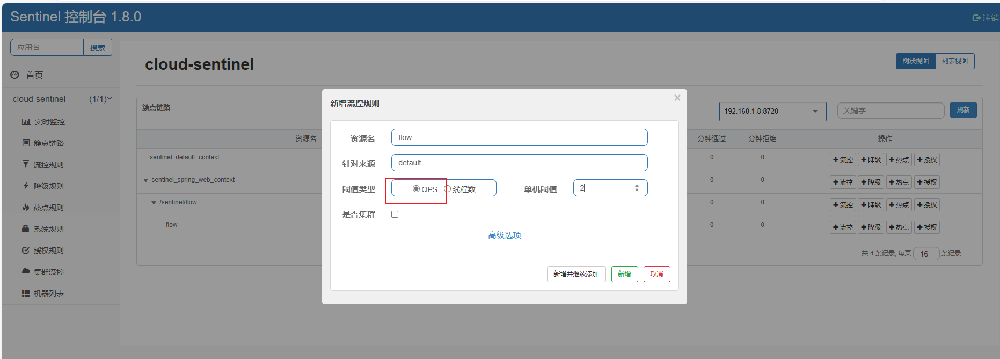 Sentinel 控制台 1.8.0
注销
应用名 搜索
首页
cloud-sentinel (1/1)
实时监控
簇点链路
流控规则
降级规则
热点规则
系统规则
授权规则
集群流控
机器列表
cloud-sentinel
树状视图 列表视图
簇点链路
192.168.1.8:8720 关键字 刷新
资源名 分钟通过 分钟拒绝 操作
sentinel_default_context 0 0 流控 降级 热点 授权
sentinel_spring_web_context 0 0 流控 降级 热点 授权
/sentinel/flow 0 0 流控 降级 热点 授权
flow 0 0 流控 降级 热点 授权
共 4 条记录, 每页 16 条记录
新增流控规则 ×
资源名 flow
针对来源 default
阈值类型 QPS 线程数 单机阈值 2
是否集群
高级选项
新增并继续添加 新增 取消